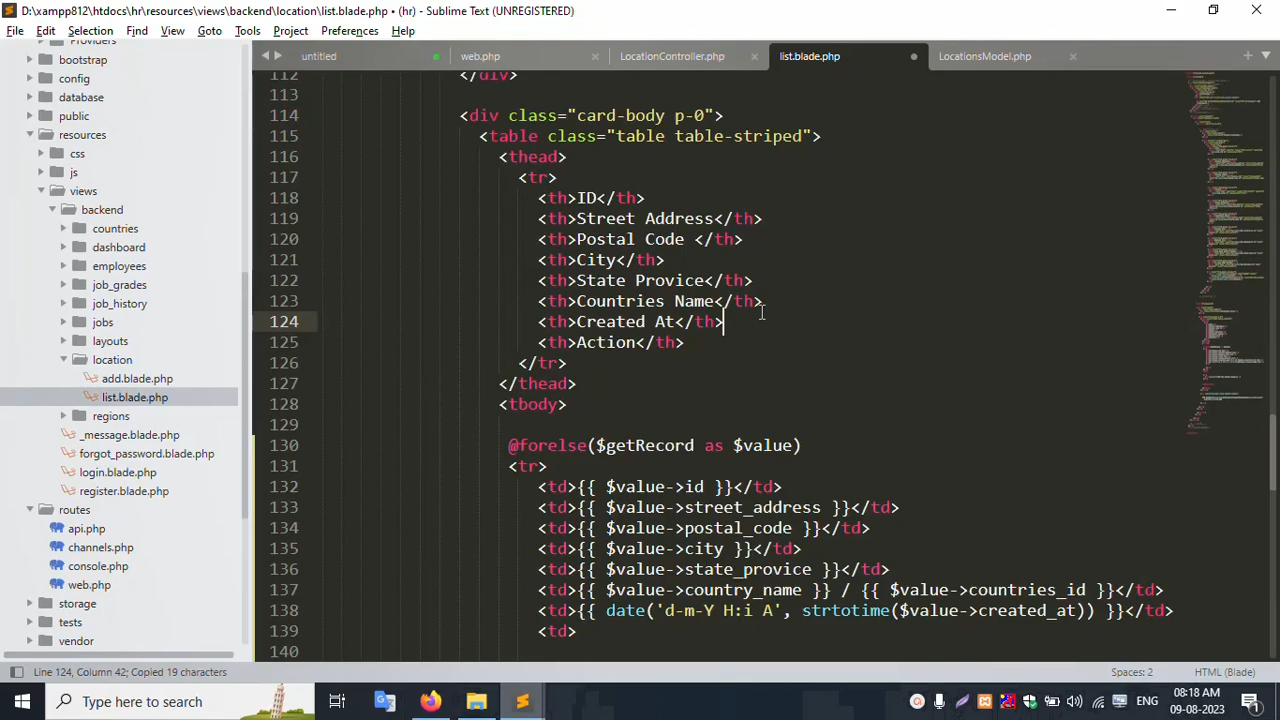 D:\xampp812\htdocs\hr\resources\views\backend\location\list.blade.php • (hr) - Sublime Text (UNREGISTERED)
File Edit Selection Find View Goto Tools Project Preferences Help
untitled web.php LocationController.php list.blade.php LocationsModel.php
Providers
bootstrap
config
database
public
resources
css
js
views
backend
countries
dashboard
employees
job_grades
job_history
jobs
layouts
location
add.blade.php
list.blade.php
regions
_message.blade.php
forgot_password.blade.php
login.blade.php
register.blade.php
routes
api.php
channels.php
console.php
web.php
storage
tests
vendor
112 </div>
113
114 <div class="card-body p-0">
115 <table class="table table-striped">
116 <thead>
117 <tr>
118 <th>ID</th>
119 <th>Street Address</th>
120 <th>Postal Code </th>
121 <th>City</th>
122 <th>State Provice</th>
123 <th>Countries Name</th>
124 <th>Created At</th>
125 <th>Action</th>
126 </tr>
127 </thead>
128 <tbody>
129
130 @forelse($getRecord as $value)
131 <tr>
132 <td>{{ $value->id }}</td>
133 <td>{{ $value->street_address }}</td>
134 <td>{{ $value->postal_code }}</td>
135 <td>{{ $value->city }}</td>
136 <td>{{ $value->state_provice }}</td>
137 <td>{{ $value->country_name }} / {{ $value->countries_id }}</td>
138 <td>{{ date('d-m-Y H:i A', strtotime($value->created_at)) }}</td>
139 <td>
140
Line 124, Column 42; Copied 19 characters Spaces: 2 HTML (Blade)
Type here to search ENG 08:18 AM
09-08-2023